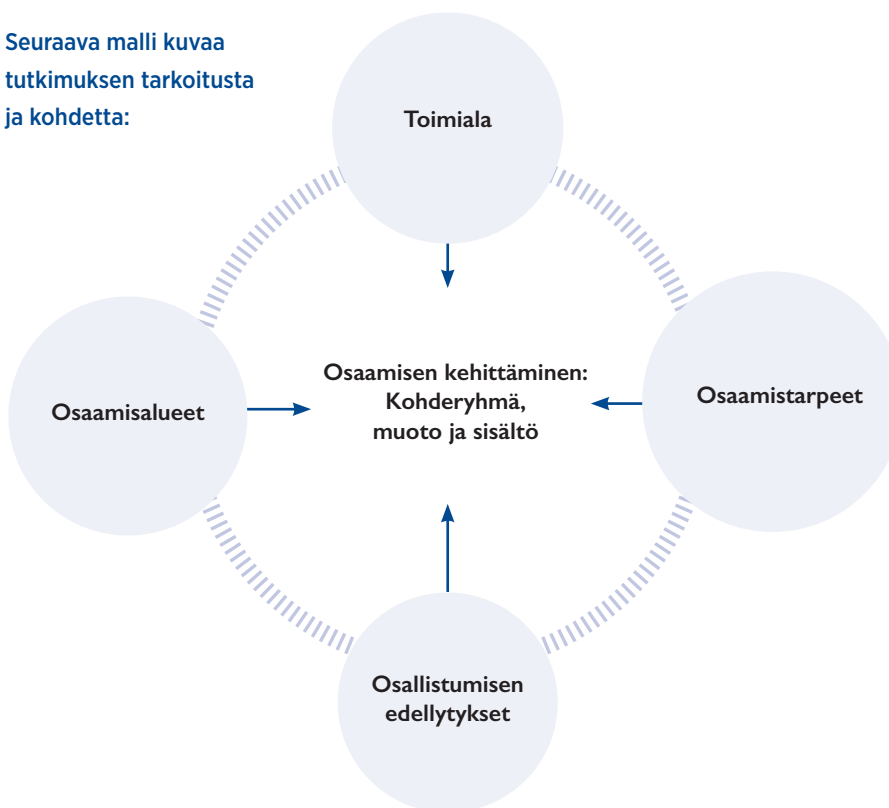 Seuraava malli kuvaa
tutkimuksen tarkoitusta
ja kohdetta:
Toimiala
Osaamisalueet
Osaamisen kehittäminen:
Kohderyhmä,
muoto ja sisältö
Osaamistarpeet
Osallistumisen
edellytykset